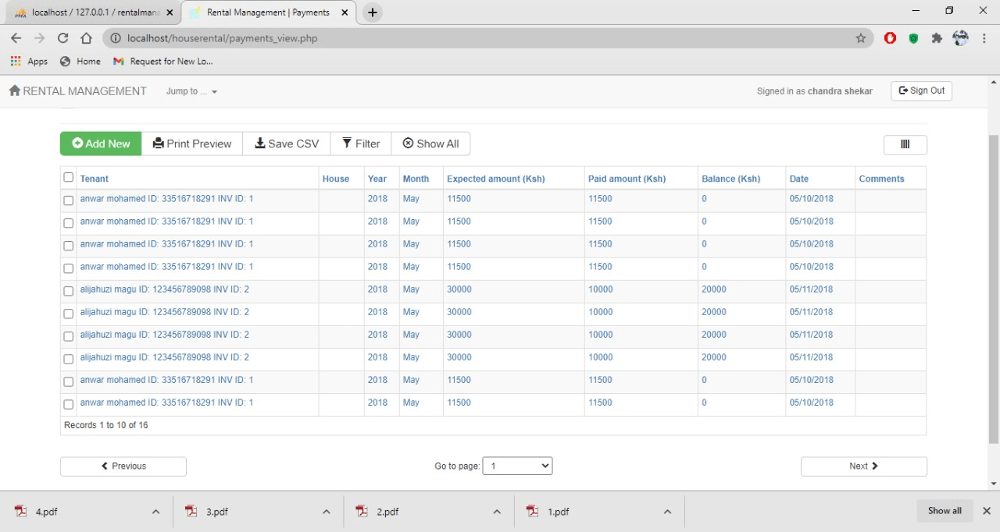 localhost / 127.0.0.1 / rentalmana
Rental Management | Payments
localhost/houserental/payments_view.php
Apps Home Request for New Lo...
RENTAL MANAGEMENT Jump to ... Signed in as chandra shekar Sign Out
Add New Print Preview Save CSV Filter Show All
Tenant House Year Month Expected amount (Ksh) Paid amount (Ksh) Balance (Ksh) Date Comments
anwar mohamed ID: 33516718291 INV ID: 1 2018 May 11500 11500 0 05/10/2018
anwar mohamed ID: 33516718291 INV ID: 1 2018 May 11500 11500 0 05/10/2018
anwar mohamed ID: 33516718291 INV ID: 1 2018 May 11500 11500 0 05/10/2018
anwar mohamed ID: 33516718291 INV ID: 1 2018 May 11500 11500 0 05/10/2018
alijahuzi magu ID: 123456789098 INV ID: 2 2018 May 30000 10000 20000 05/11/2018
alijahuzi magu ID: 123456789098 INV ID: 2 2018 May 30000 10000 20000 05/11/2018
alijahuzi magu ID: 123456789098 INV ID: 2 2018 May 30000 10000 20000 05/11/2018
alijahuzi magu ID: 123456789098 INV ID: 2 2018 May 30000 10000 20000 05/11/2018
anwar mohamed ID: 33516718291 INV ID: 1 2018 May 11500 11500 0 05/10/2018
anwar mohamed ID: 33516718291 INV ID: 1 2018 May 11500 11500 0 05/10/2018
Records 1 to 10 of 16
Previous Go to page: 1 Next
4.pdf 3.pdf 2.pdf 1.pdf Show all